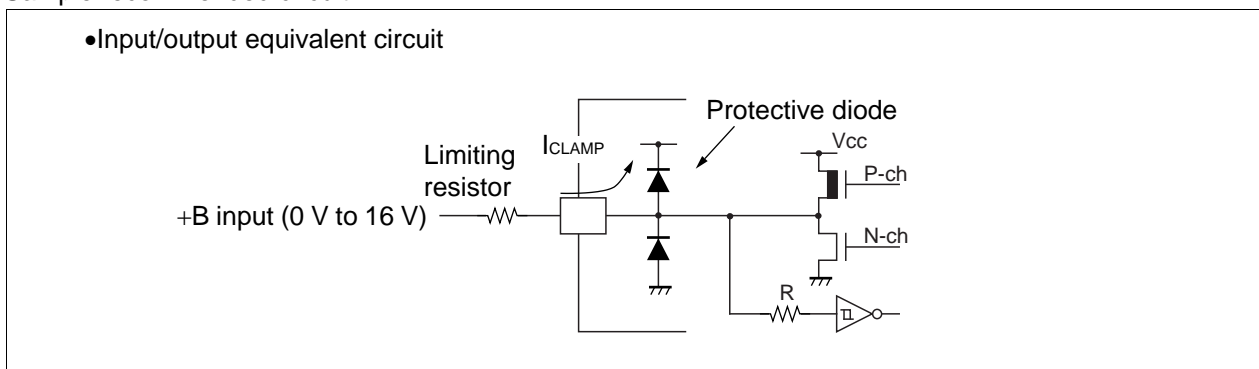 •Input/output equivalent circuit
Protective diode
ICLAMP
Vcc
Limiting
resistor
P-ch
+B input (0 V to 16 V)
N-ch
R